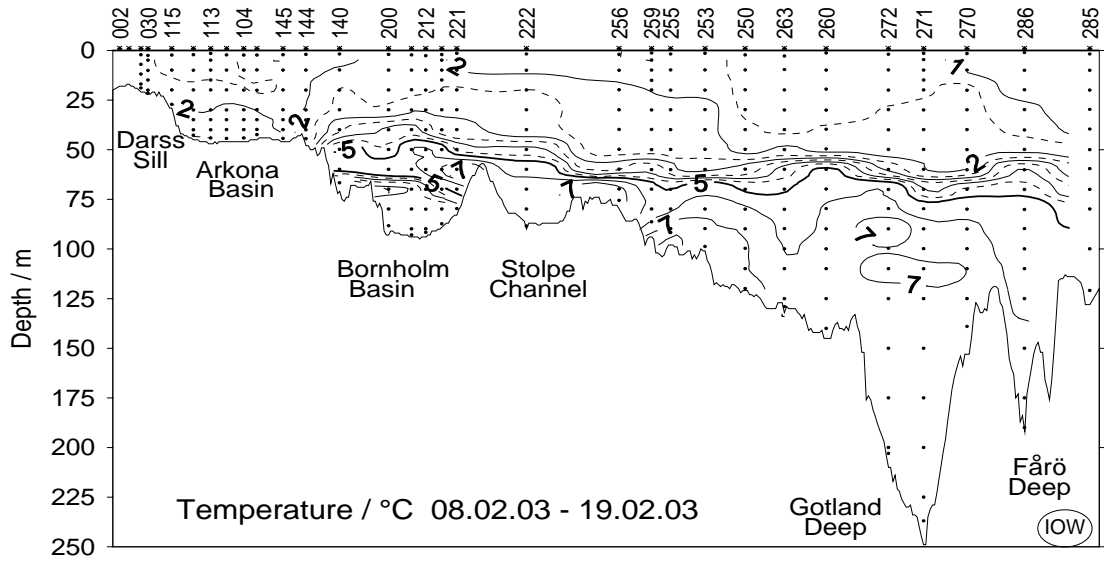 002 030 115 113 104 145 144 140 200 212 221 222 256 259 255 253 250 263 260 272 271 270 286 285
0
25
50
75
100
125
150
175
200
225
250
Depth / m
2
2
2
1
2
5
5
5
7
7
7
7
7
2
Darss
Sill
Arkona
Basin
Bornholm
Basin
Stolpe
Channel
Gotland
Deep
Fårö
Deep
Temperature / °C 08.02.03 - 19.02.03
IOW